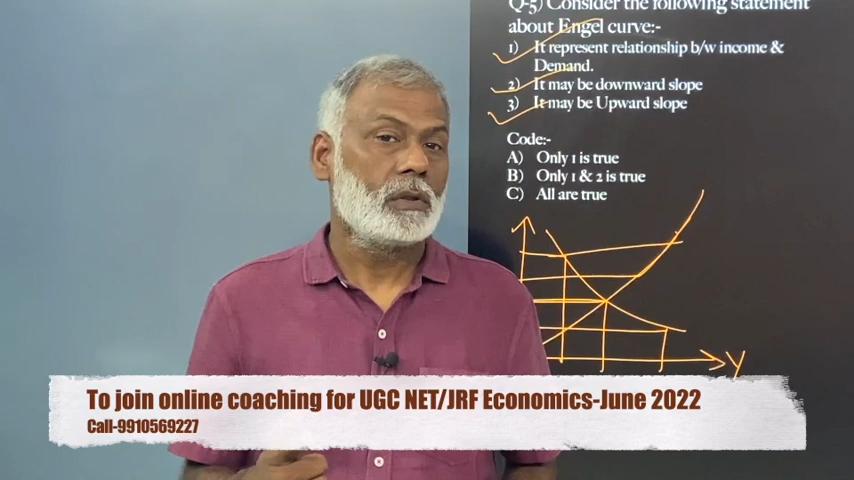 Q-5) Consider the following statement
about Engel curve:-
1) It represent relationship b/w income &
Demand.
2) It may be downward slope
3) It may be Upward slope
Code:-
A) Only 1 is true
B) Only 1 & 2 is true
C) All are true
Y
To join online coaching for UGC NET/JRF Economics-June 2022
Call-9910569227